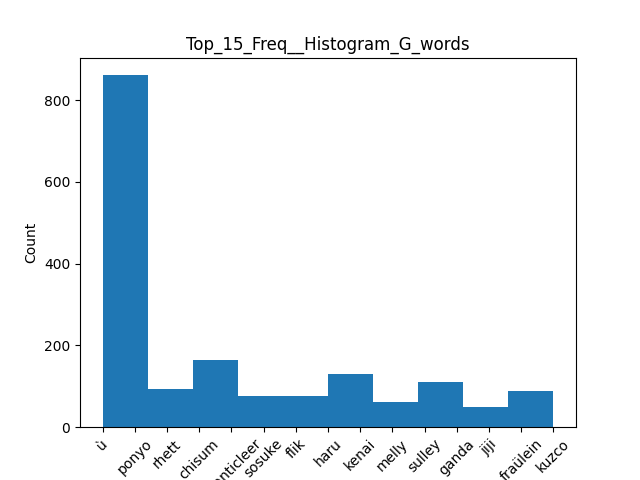 Top_15_Freq__Histogram_G_words
800
600
400
200
0
Count
ù
ponyo
rhett
chisum
nticleer
sosuke
flik
haru
kenai
melly
sulley
ganda
jiji
fraülein
kuzco